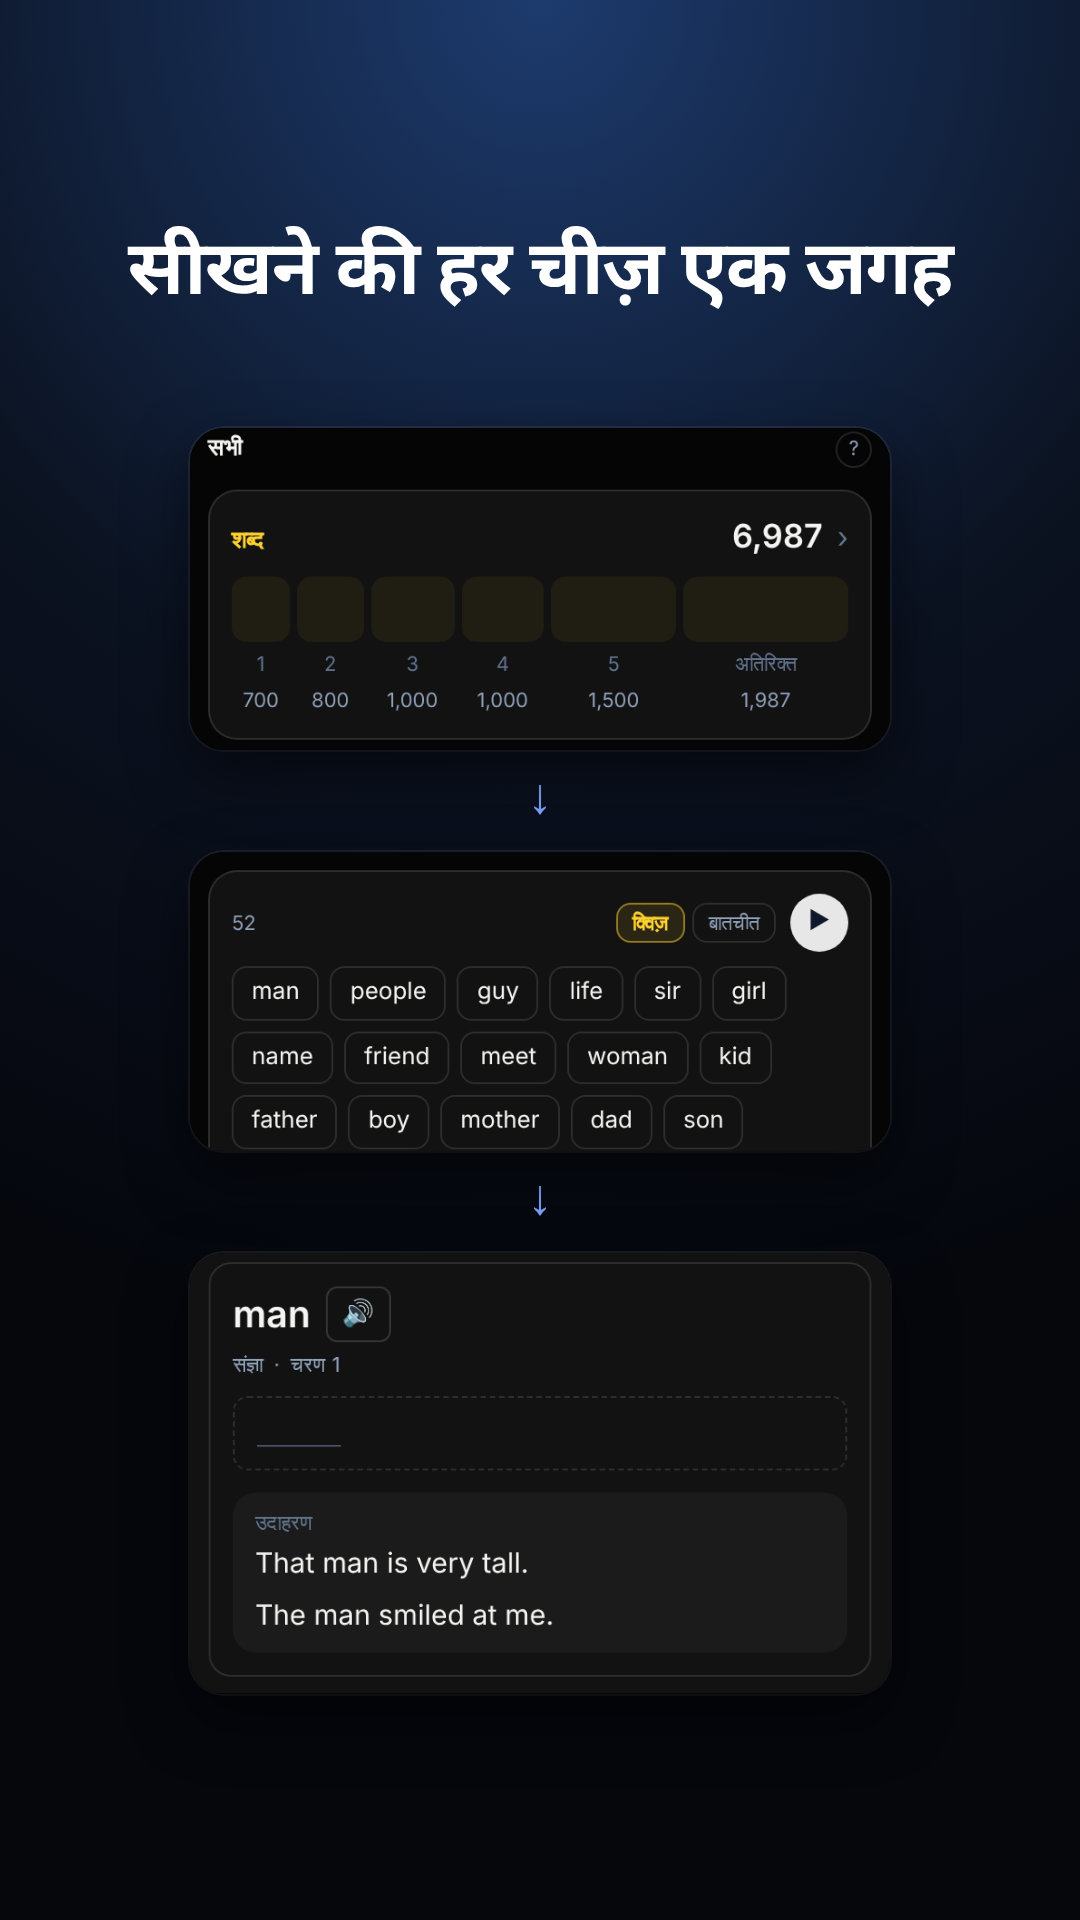 सीखने की हर चीज़ एक जगह
सभी ?
शब्द 6,987 ›
1 2 3 4 5 अतिरिक्त
700 800 1,000 1,000 1,500 1,987
↓
52 क्विज़ बातचीत
man people guy life sir girl
name friend meet woman kid
father boy mother dad son
↓
man
संज्ञा · चरण 1
उदाहरण
That man is very tall.
The man smiled at me.